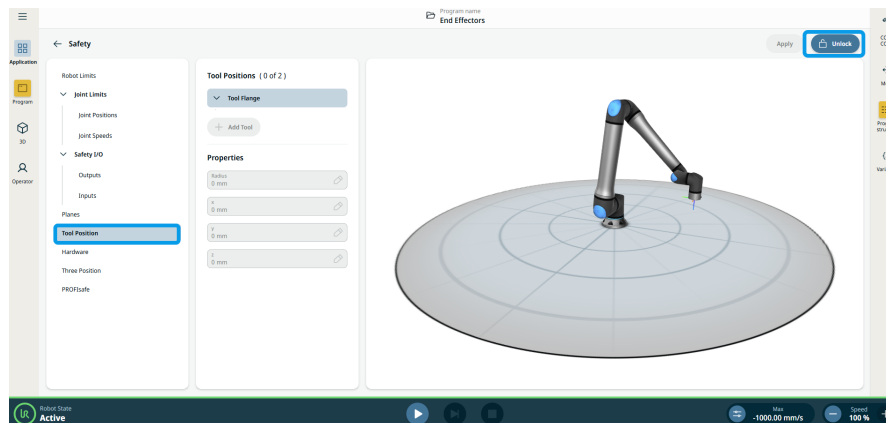 Program name
End Effectors
Safety
Apply
Unlock
Application
Program
3D
Operator
Robot Limits
Joint Limits
Joint Positions
Joint Speeds
Safety I/O
Outputs
Inputs
Planes
Tool Position
Hardware
Three Position
PROFIsafe
Tool Positions ( 0 of 2 )
Tool Flange
+ Add Tool
Properties
Radius
0 mm
X
0 mm
Y
0 mm
Z
0 mm
Robot State
Active
Max
-1000.00 mm/s
Speed
100 %